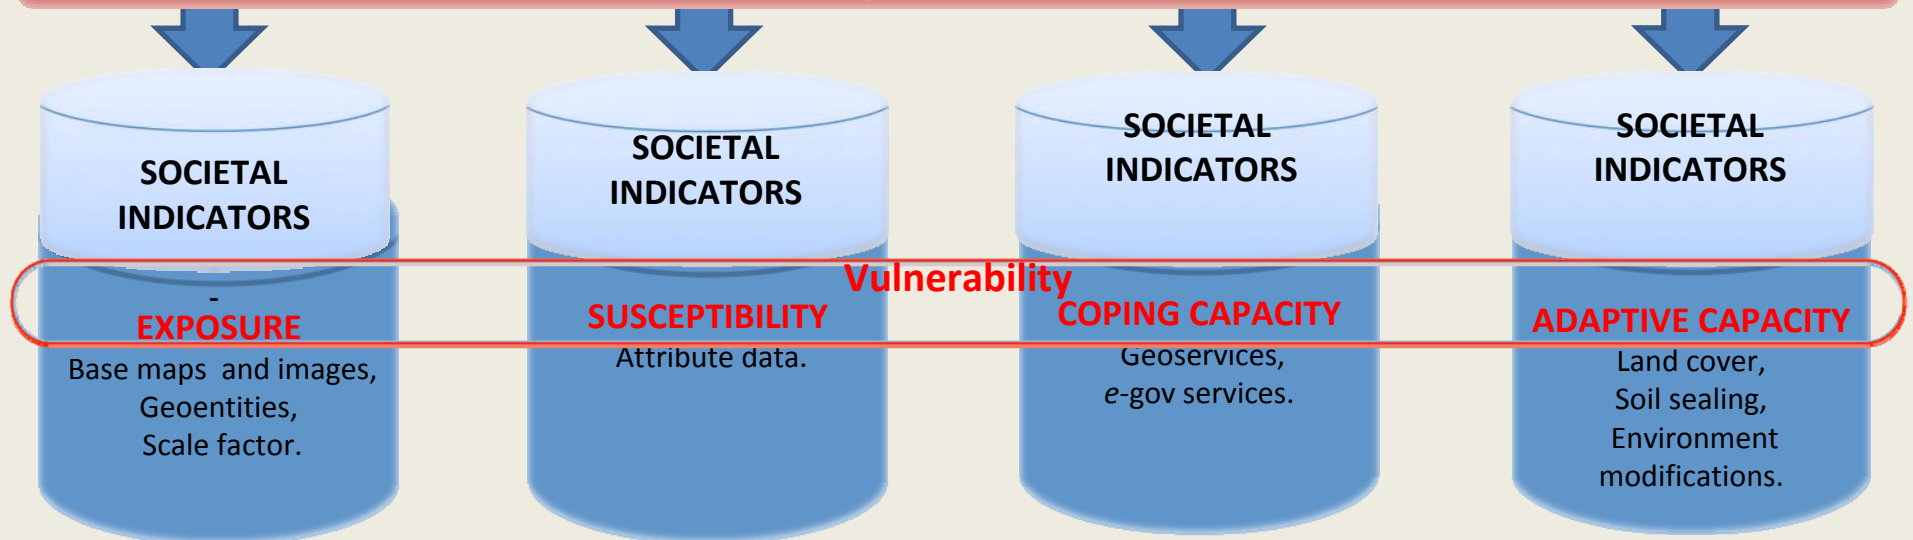 SOCIETAL
INDICATORS
-
EXPOSURE
Base maps and images,
Geoentities,
Scale factor.
SOCIETAL
INDICATORS
Vulnerability
SUSCEPTIBILITY
Attribute data.
SOCIETAL
INDICATORS
COPING CAPACITY
Geoservices,
e-gov services.
SOCIETAL
INDICATORS
ADAPTIVE CAPACITY
Land cover,
Soil sealing,
Environment
modifications.